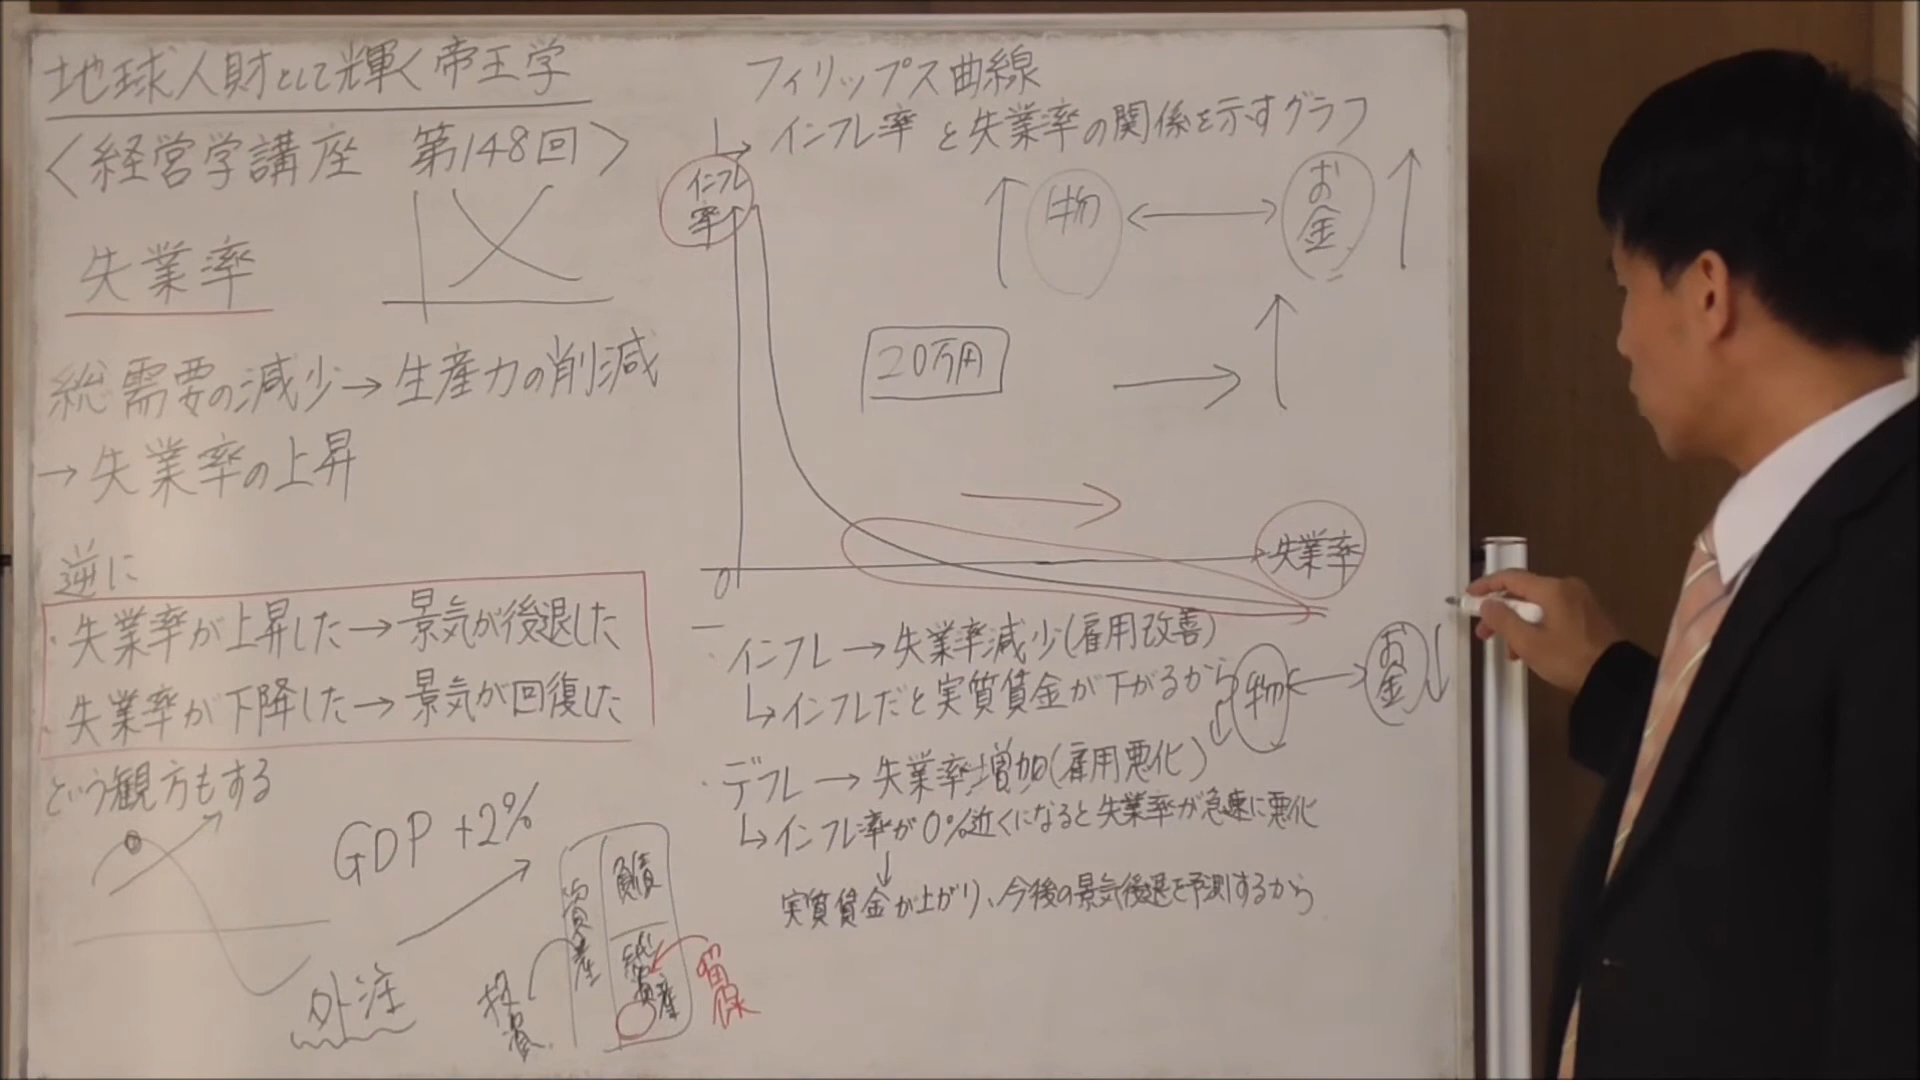 地球人財として輝く帝王学
〈経営学講座 第148回〉
失業率
総需要の減少→生産力の削減
→失業率の上昇
逆に
・失業率が上昇した→景気が後退した
・失業率が下降した→景気が回復した
という観方もする
GDP +2%
外注
投資
資産
負債
純資産
留保
フィリップス曲線
↳インフレ率と失業率の関係を示すグラフ
インフレ率
物 ↔ お金
20万円
失業率
0
・インフレ→失業率減少(雇用改善)
↳インフレだと実質賃金が下がるから
物 ↔ お金
・デフレ→失業率増加(雇用悪化)
↳インフレ率が0%近くになると失業率が急速に悪化
↓
実質賃金が上がり、今後の景気後退を予測するから